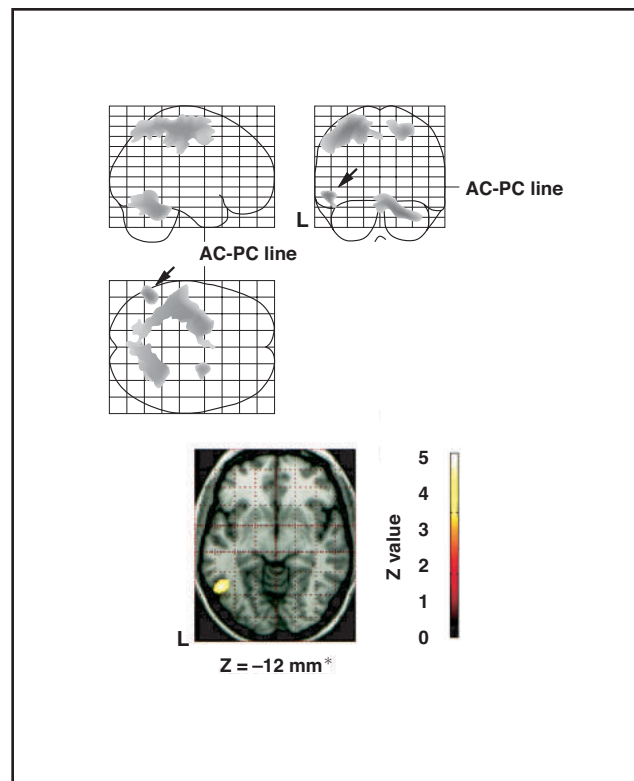 AC-PC line
L
AC-PC line
5
4
3
2
1
0
Z value
L
Z = –12 mm*